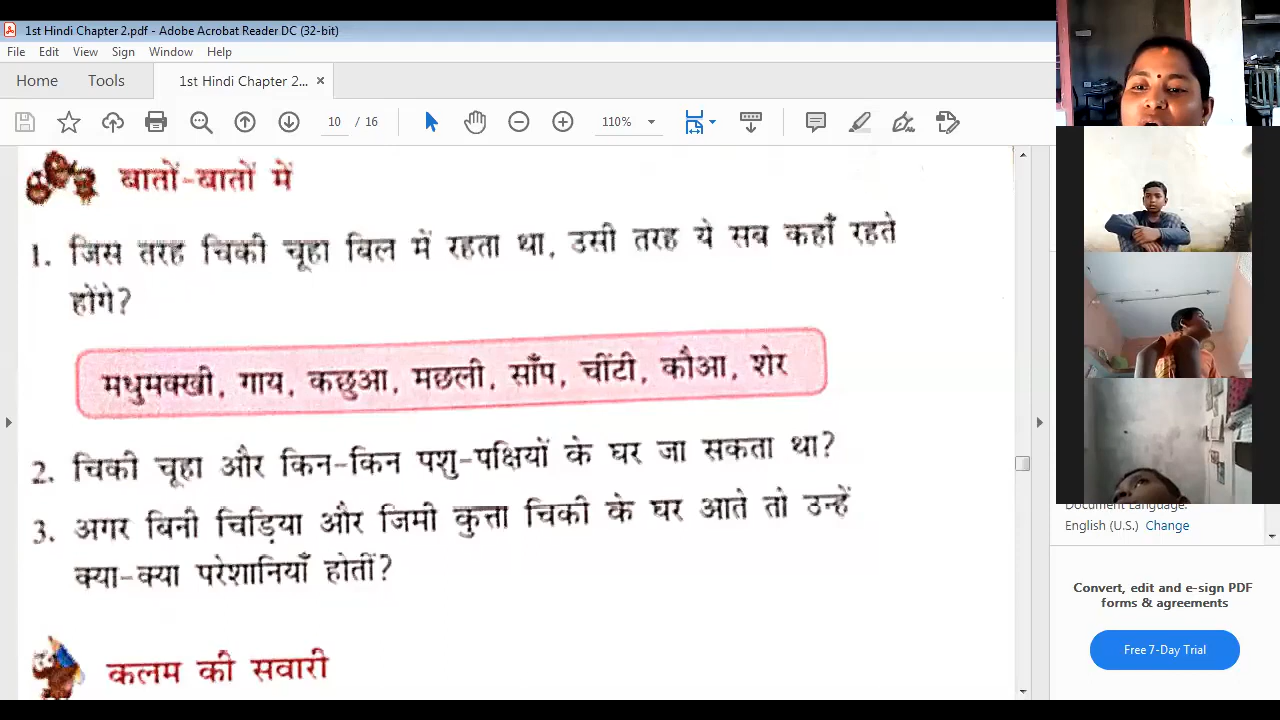 1st Hindi Chapter 2.pdf - Adobe Acrobat Reader DC (32-bit)
File Edit View Sign Window Help
Home Tools 1st Hindi Chapter 2... ×
10 / 16 110%
बातों-बातों में
1. जिस तरह चिकी चूहा बिल में रहता था, उसी तरह ये सब कहाँ रहते
होंगे?
मधुमक्खी, गाय, कछुआ, मछली, साँप, चींटी, कौआ, शेर
2. चिकी चूहा और किन-किन पशु-पक्षियों के घर जा सकता था?
3. अगर बिनी चिड़िया और जिमी कुत्ता चिकी के घर आते तो उन्हें
क्या-क्या परेशानियाँ होतीं?
कलम की सवारी
Document Language:
English (U.S.) Change
Convert, edit and e-sign PDF
forms & agreements
Free 7-Day Trial